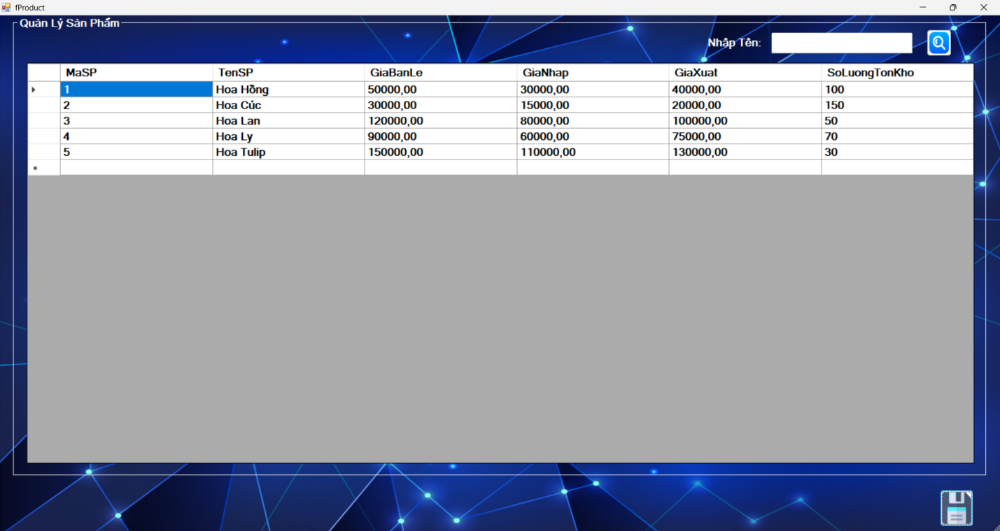 fProduct
Quản Lý Sản Phẩm
Nhập Tên:
MaSP TenSP GiaBanLe GiaNhap GiaXuat SoLuongTonKho
1 Hoa Hồng 50000,00 30000,00 40000,00 100
2 Hoa Cúc 30000,00 15000,00 20000,00 150
3 Hoa Lan 120000,00 80000,00 100000,00 50
4 Hoa Ly 90000,00 60000,00 75000,00 70
5 Hoa Tulip 150000,00 110000,00 130000,00 30